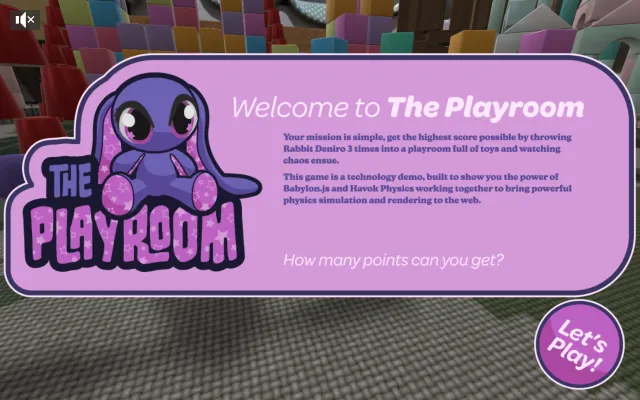 Welcome to The Playroom
Your mission is simple, get the highest score possible by throwing
Rabbit Deniro 3 times into a playroom full of toys and watching
chaos ensue.
This game is a technology demo, built to show you the power of
Babylon.js and Havok Physics working together to bring powerful
physics simulation and rendering to the web.
How many points can you get?
THE
PLAYROOM
Let's
Play!